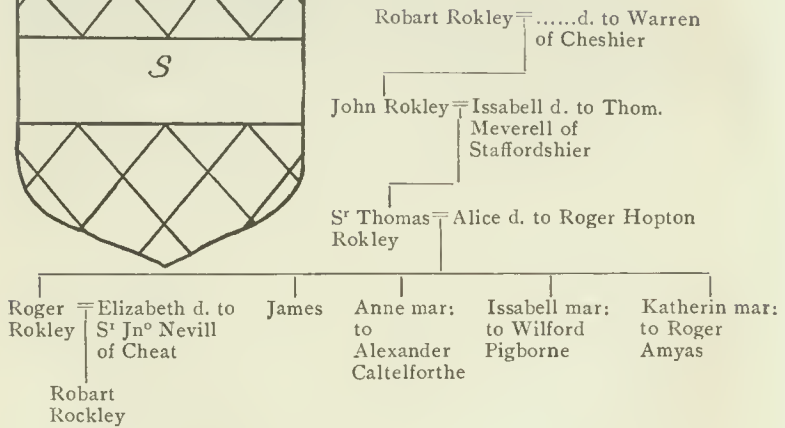 Robart Rokley = ......d. to Warren
of Cheshier
S
John Rokley = Issabell d. to Thom.
Meverell of
Staffordshier
Sʳ Thomas = Alice d. to Roger Hopton
Rokley
Roger = Elizabeth d. to
Rokley Sʳ Jnº Nevill
of Cheat
James
Anne mar:
to
Alexander
Caltelforthe
Issabell mar:
to Wilford
Pigborne
Katherin mar:
to Roger
Amyas
Robart
Rockley